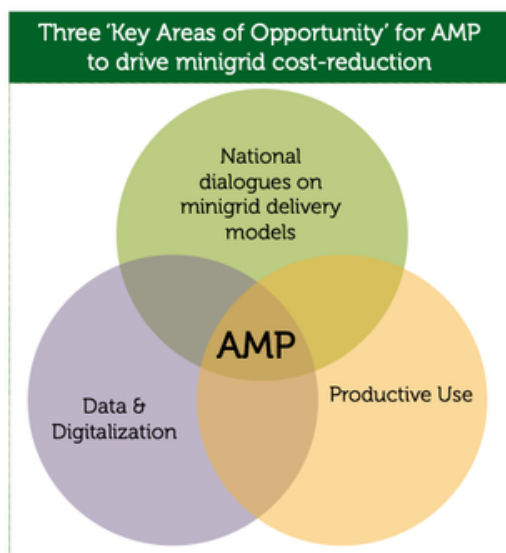 Three ‘Key Areas of Opportunity’ for AMP
to drive minigrid cost-reduction
National
dialogues on
minigrid delivery
models
AMP
Data &
Digitalization
Productive Use